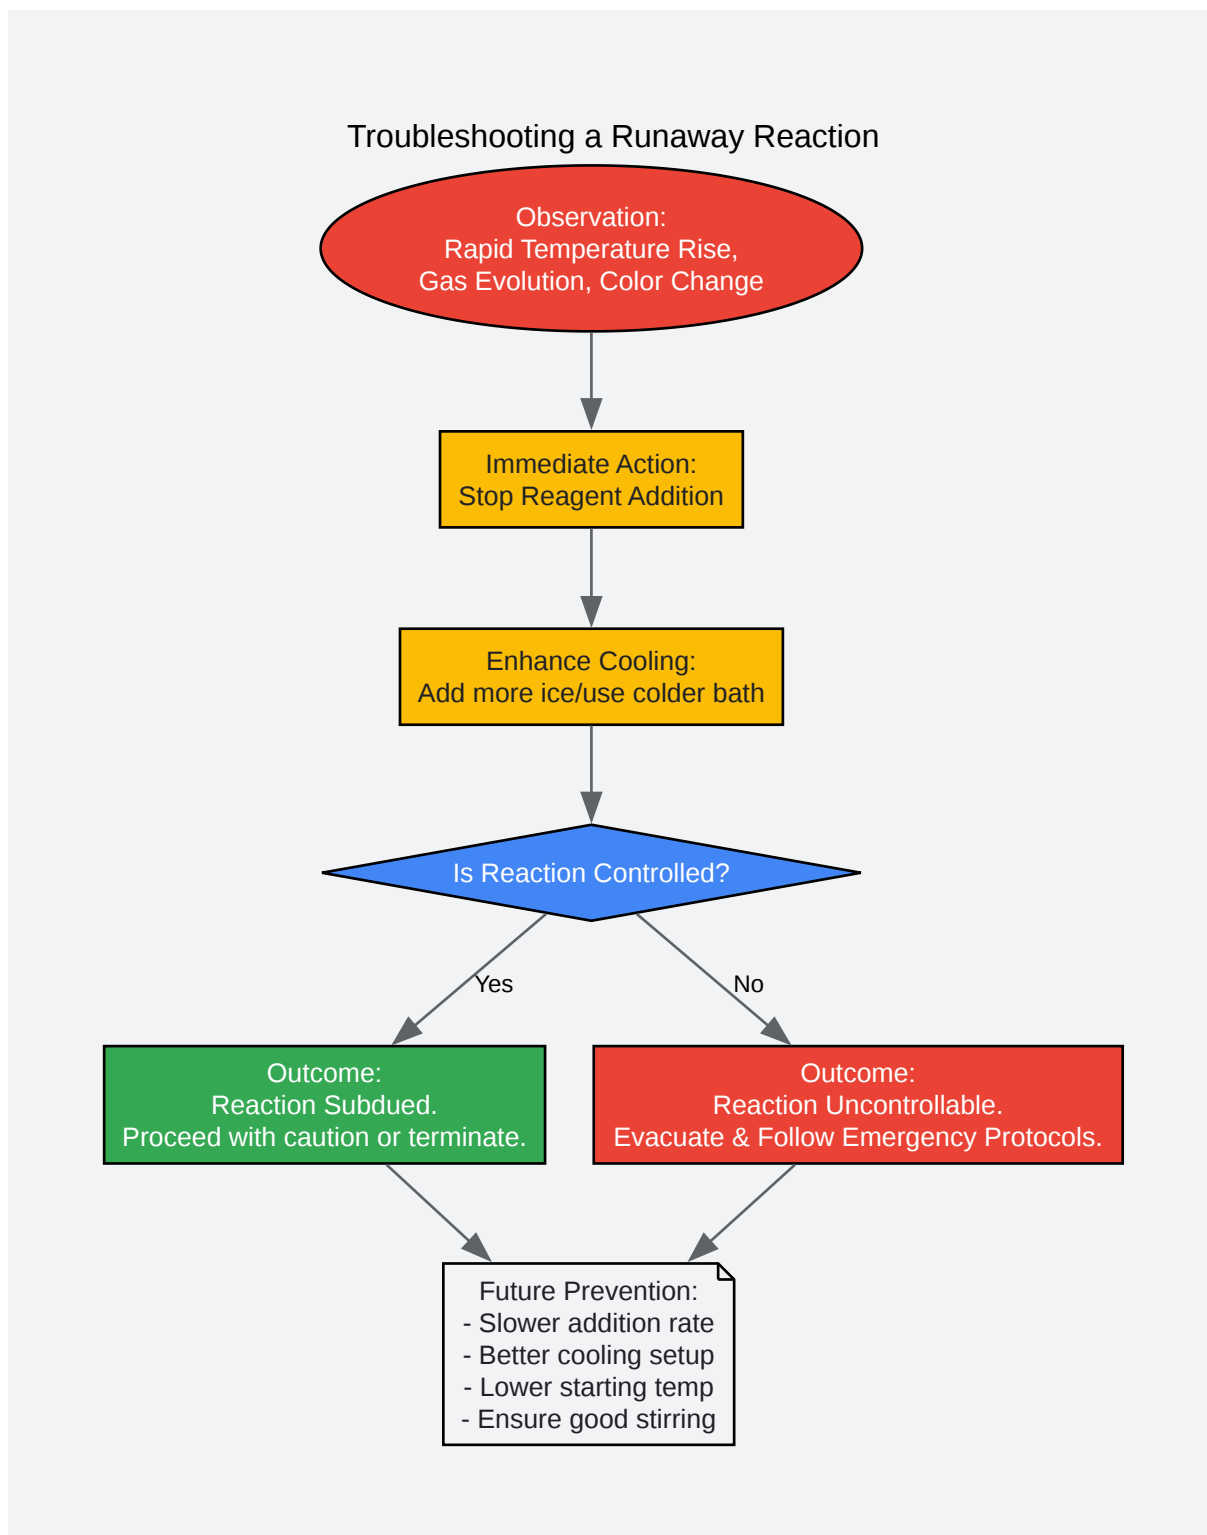 Troubleshooting a Runaway Reaction
Observation:
Rapid Temperature Rise,
Gas Evolution, Color Change
Immediate Action:
Stop Reagent Addition
Enhance Cooling:
Add more ice/use colder bath
Is Reaction Controlled?
Yes
No
Outcome:
Reaction Subdued.
Proceed with caution or terminate.
Outcome:
Reaction Uncontrollable.
Evacuate & Follow Emergency Protocols.
Future Prevention:
- Slower addition rate
- Better cooling setup
- Lower starting temp
- Ensure good stirring